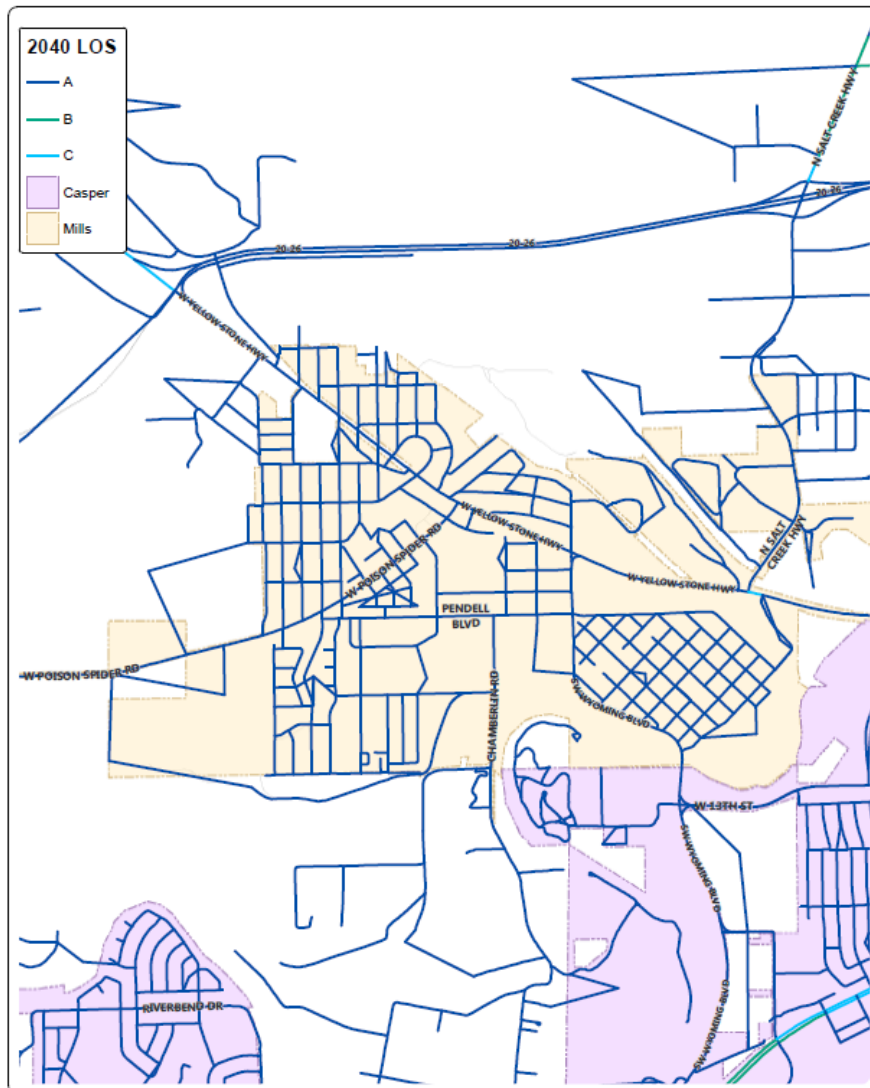 2040 LOS
A
B
C
Casper
Mills
N SALT CREEK HWY
20-26
20-26
20-26
W YELLOW STONE HWY
W YELLOW STONE HWY
W POISON SPIDER RD
N SALT
CREEK HWY
W YELLOW STONE HWY
PENDELL
BLVD
W POISON SPIDER RD
CHAMBERLIN RD
SW WYOMING BLVD
W 13TH ST
SW WYOMING BLVD
RIVERBEND DR
SW WYOMING BLVD